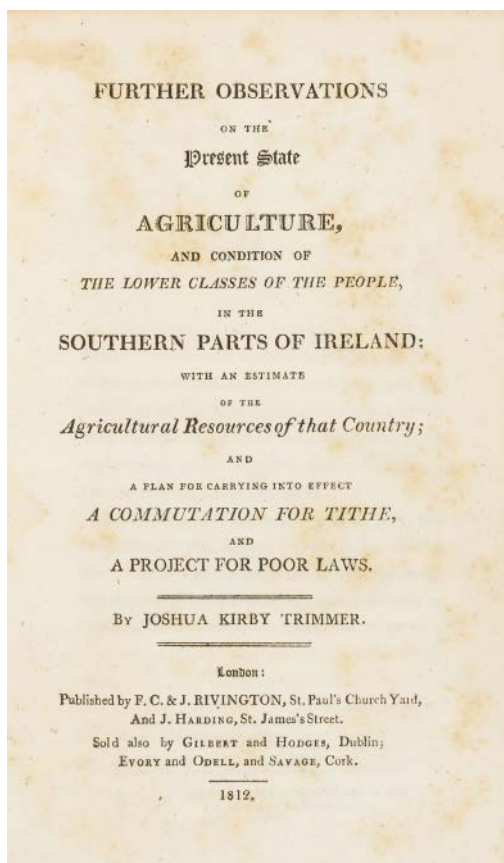 FURTHER OBSERVATIONS
ON THE
Present State
OF
AGRICULTURE,
AND CONDITION OF
THE LOWER CLASSES OF THE PEOPLE,
IN THE
SOUTHERN PARTS OF IRELAND:
WITH AN ESTIMATE
OF THE
Agricultural Resources of that Country;
AND
A PLAN FOR CARRYING INTO EFFECT
A COMMUTATION FOR TITHE,
AND
A PROJECT FOR POOR LAWS.
BY JOSHUA KIRBY TRIMMER.
London:
Published by F. C. & J. RIVINGTON, St. Paul's Church Yard,
And J. HARDING, St. James's Street.
Sold also by GILBERT and HODGES, Dublin;
EVORY and ODELL, and SAVAGE, Cork.
1812.